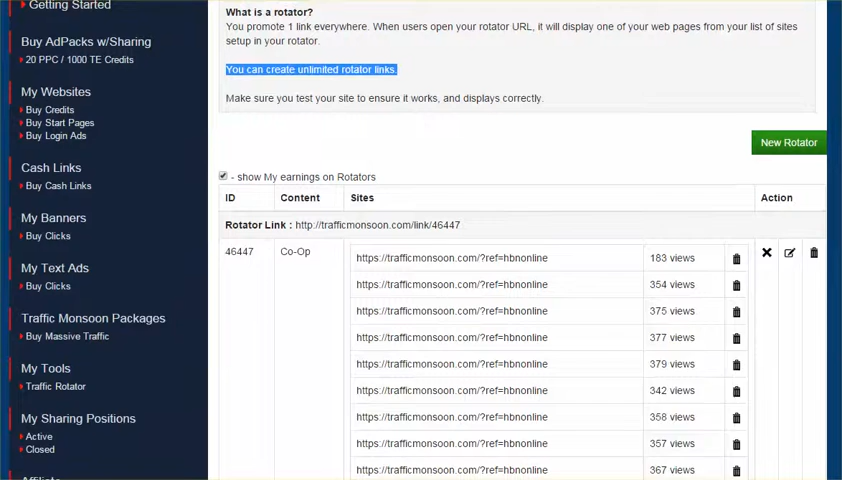 Getting Started
Buy AdPacks w/Sharing
20 PPC / 1000 TE Credits
My Websites
Buy Credits
Buy Start Pages
Buy Login Ads
Cash Links
Buy Cash Links
My Banners
Buy Clicks
My Text Ads
Buy Clicks
Traffic Monsoon Packages
Buy Massive Traffic
My Tools
Traffic Rotator
My Sharing Positions
Active
Closed
What is a rotator?
You promote 1 link everywhere. When users open your rotator URL, it will display one of your web pages from your list of sites
setup in your rotator.
You can create unlimited rotator links.
Make sure you test your site to ensure it works, and displays correctly.
New Rotator
- show My earnings on Rotators
ID Content Sites Action
Rotator Link : http://trafficmonsoon.com/link/46447
46447 Co-Op https://trafficmonsoon.com/?ref=hbnonline 183 views
https://trafficmonsoon.com/?ref=hbnonline 354 views
https://trafficmonsoon.com/?ref=hbnonline 375 views
https://trafficmonsoon.com/?ref=hbnonline 377 views
https://trafficmonsoon.com/?ref=hbnonline 379 views
https://trafficmonsoon.com/?ref=hbnonline 342 views
https://trafficmonsoon.com/?ref=hbnonline 358 views
https://trafficmonsoon.com/?ref=hbnonline 357 views
https://trafficmonsoon.com/?ref=hbnonline 367 views